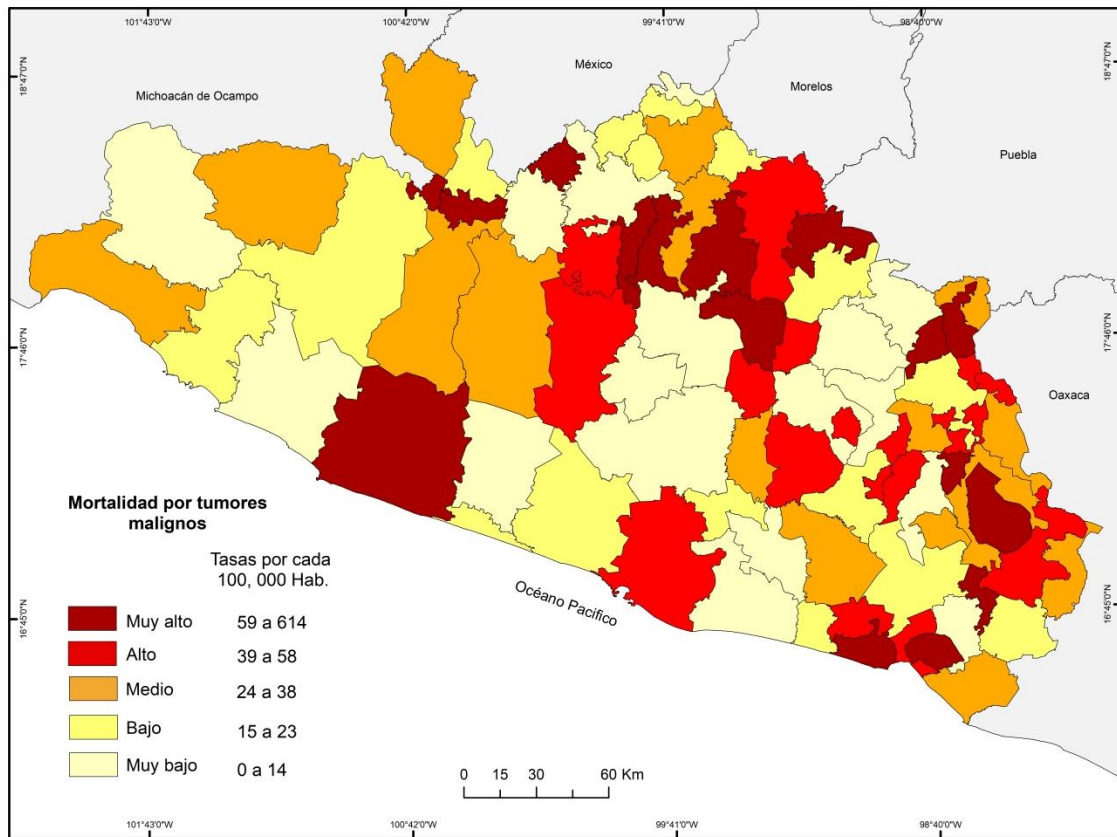 101°43'0"W
100°42'0"W
99°41'0"W
98°40'0"W
18°47'0"N
18°47'0"N
México
Morelos
Michoacán de Ocampo
Puebla
17°46'0"N
17°46'0"N
Oaxaca
Mortalidad por tumores
malignos
Tasas por cada
100, 000 Hab.
Océano Pacifico
16°45'0"N
16°45'0"N
Muy alto 59 a 614
Alto 39 a 58
Medio 24 a 38
Bajo 15 a 23
Muy bajo 0 a 14
0 15 30 60 Km
101°43'0"W
100°42'0"W
99°41'0"W
98°40'0"W